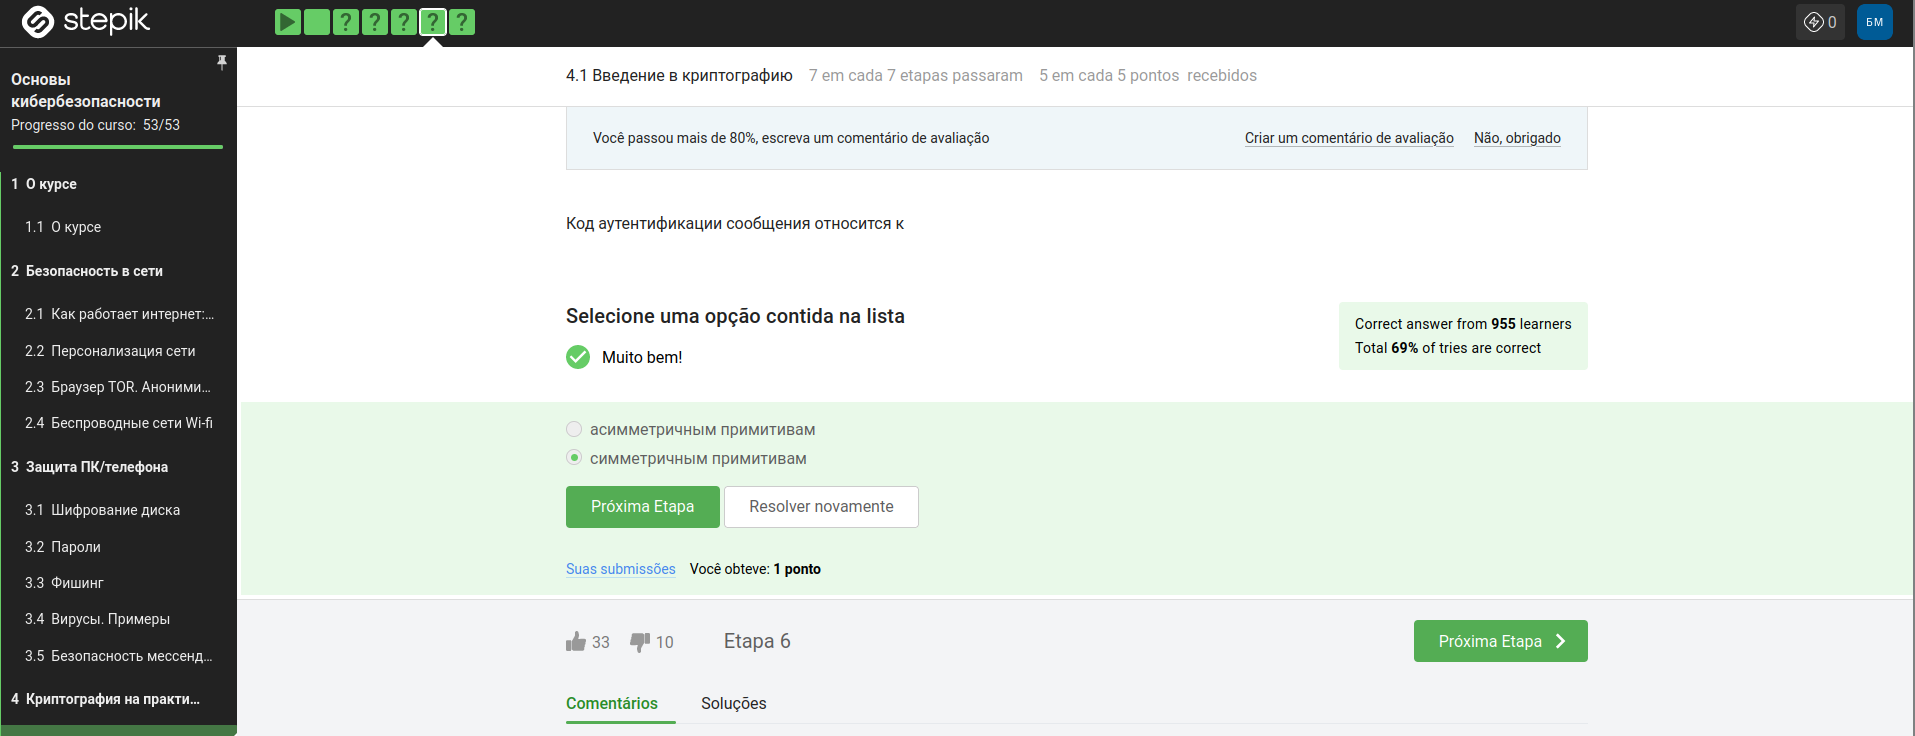 stepik
? ? ? ? ?
0
БМ
Основы
кибербезопасности
Progresso do curso: 53/53
1 О курсе
1.1 О курсе
2 Безопасность в сети
2.1 Как работает интернет:...
2.2 Персонализация сети
2.3 Браузер TOR. Аноними...
2.4 Беспроводные сети Wi-fi
3 Защита ПК/телефона
3.1 Шифрование диска
3.2 Пароли
3.3 Фишинг
3.4 Вирусы. Примеры
3.5 Безопасность мессенд...
4 Криптография на практи...
4.1 Введение в криптографию 7 em cada 7 etapas passaram 5 em cada 5 pontos recebidos
Você passou mais de 80%, escreva um comentário de avaliação
Criar um comentário de avaliação Não, obrigado
Код аутентификации сообщения относится к
Selecione uma opção contida na lista
Muito bem!
Correct answer from 955 learners
Total 69% of tries are correct
асимметричным примитивам
симметричным примитивам
Próxima Etapa Resolver novamente
Suas submissões Você obteve: 1 ponto
33 10 Etapa 6
Próxima Etapa
Comentários Soluções